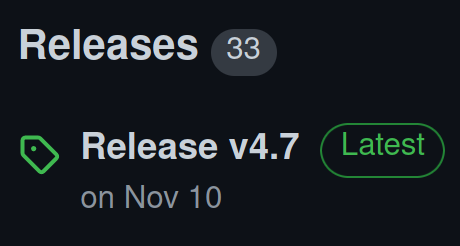 Releases 33
Release v4.7 Latest
on Nov 10